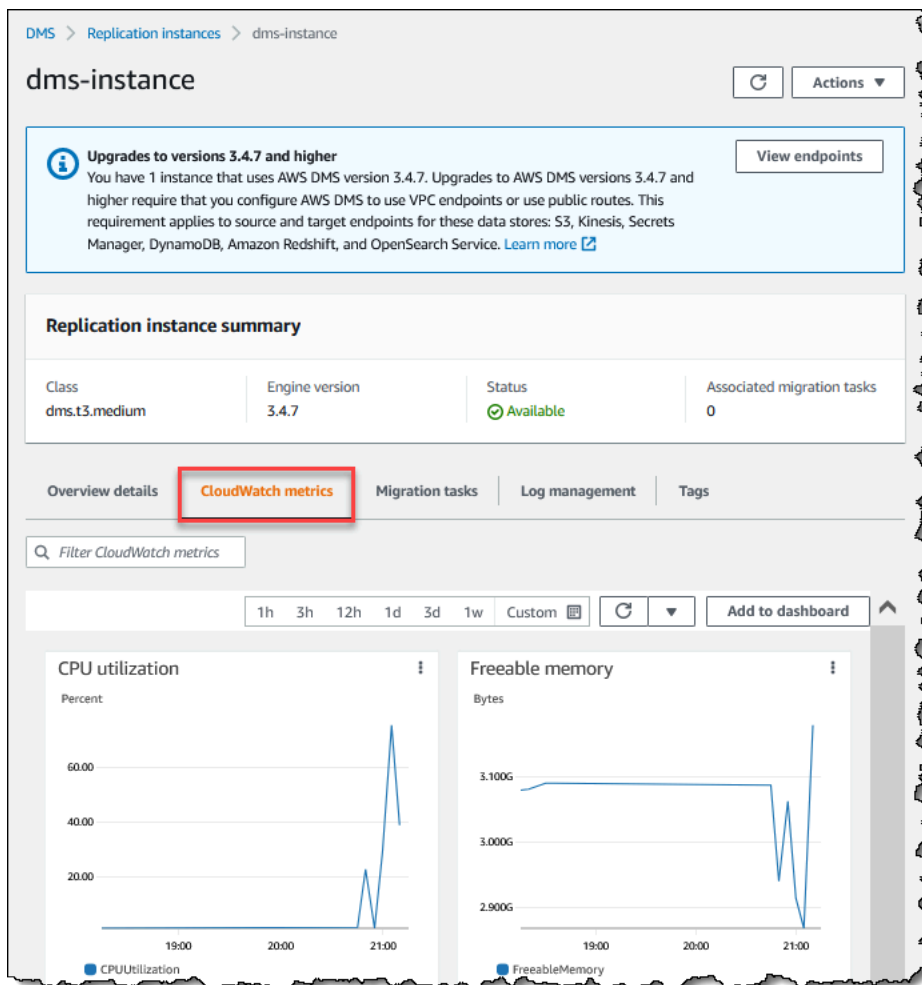 DMS > Replication instances > dms-instance
dms-instance
Actions
Upgrades to versions 3.4.7 and higher
View endpoints
You have 1 instance that uses AWS DMS version 3.4.7. Upgrades to AWS DMS versions 3.4.7 and
higher require that you configure AWS DMS to use VPC endpoints or use public routes. This
requirement applies to source and target endpoints for these data stores: S3, Kinesis, Secrets
Manager, DynamoDB, Amazon Redshift, and OpenSearch Service. Learn more
Replication instance summary
Class
dms.t3.medium
Engine version
3.4.7
Status
Available
Associated migration tasks
0
Overview details
CloudWatch metrics
Migration tasks
Log management
Tags
Filter CloudWatch metrics
1h 3h 12h 1d 3d 1w Custom
Add to dashboard
CPU utilization
Percent
60.00
40.00
20.00
19:00 20:00 21:00
CPUUtilization
Freeable memory
Bytes
3.100G
3.000G
2.900G
19:00 20:00 21:00
FreeableMemory